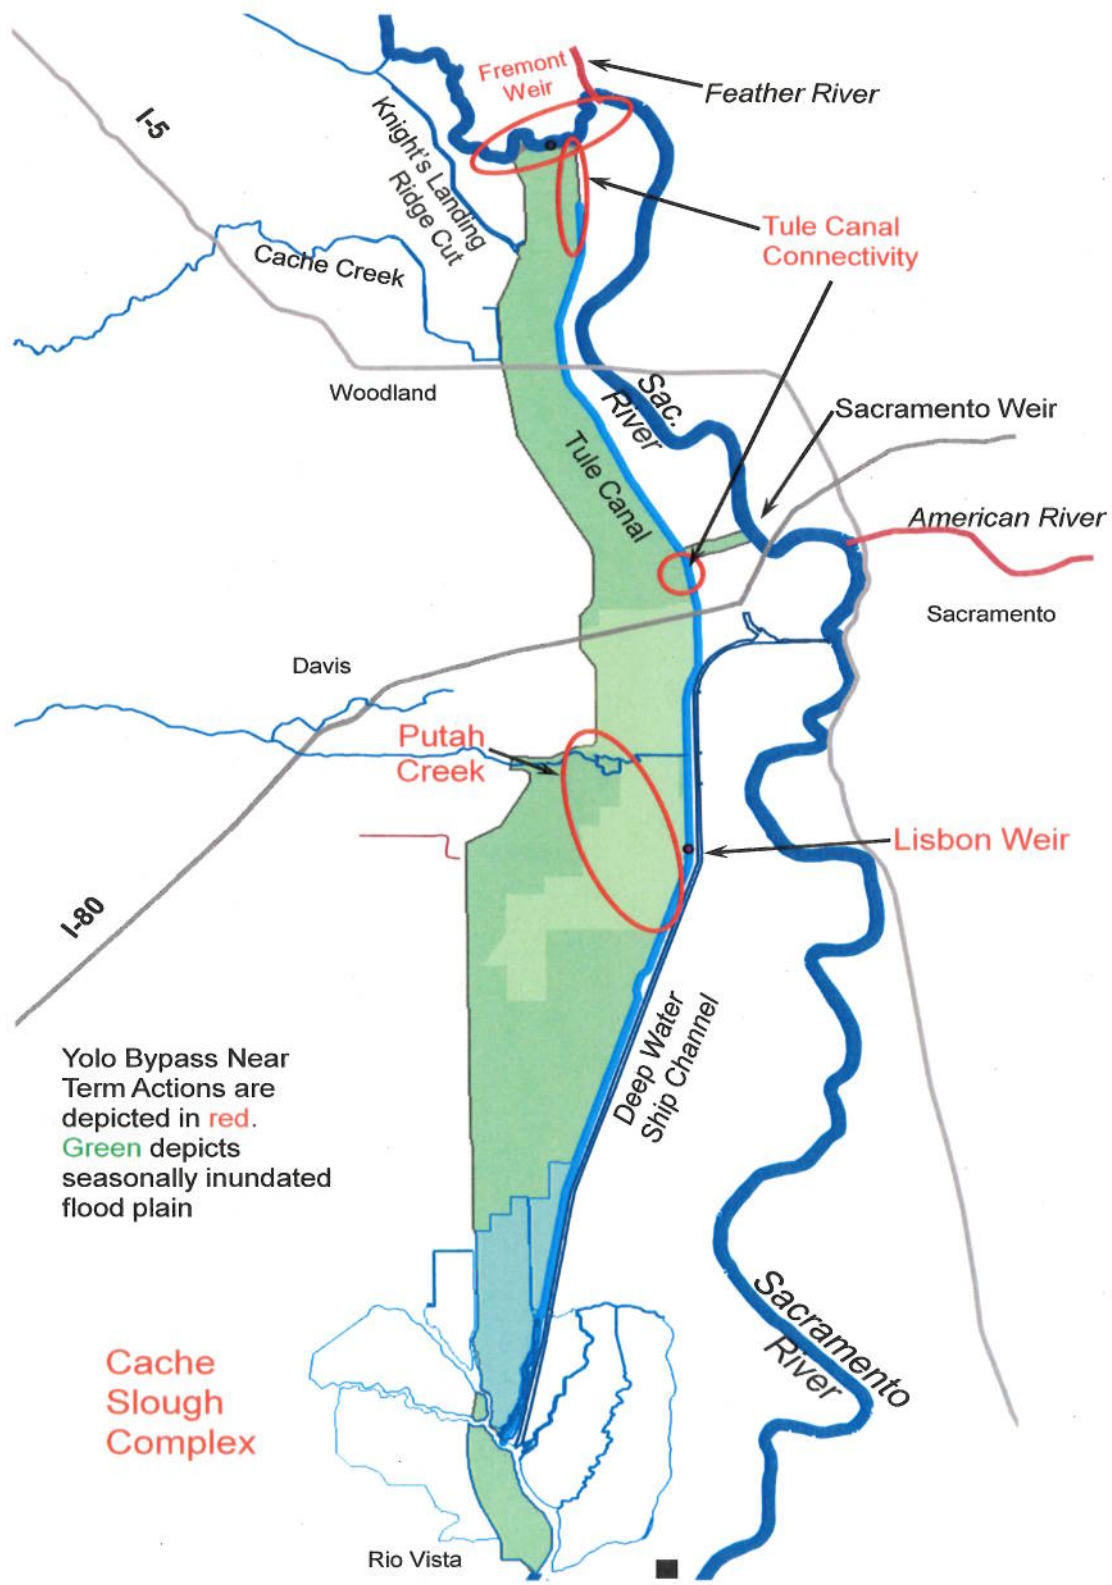 Fremont
Weir
Feather River
I-5
Knight's Landing
Ridge Cut
Tule Canal
Connectivity
Cache Creek
Woodland
Sac.
River
Sacramento Weir
Tule Canal
American River
Sacramento
Davis
Putah
Creek
Lisbon Weir
I-80
Deep Water
Ship Channel
Yolo Bypass Near
Term Actions are
depicted in red.
Green depicts
seasonally inundated
flood plain
Sacramento
River
Cache
Slough
Complex
Rio Vista